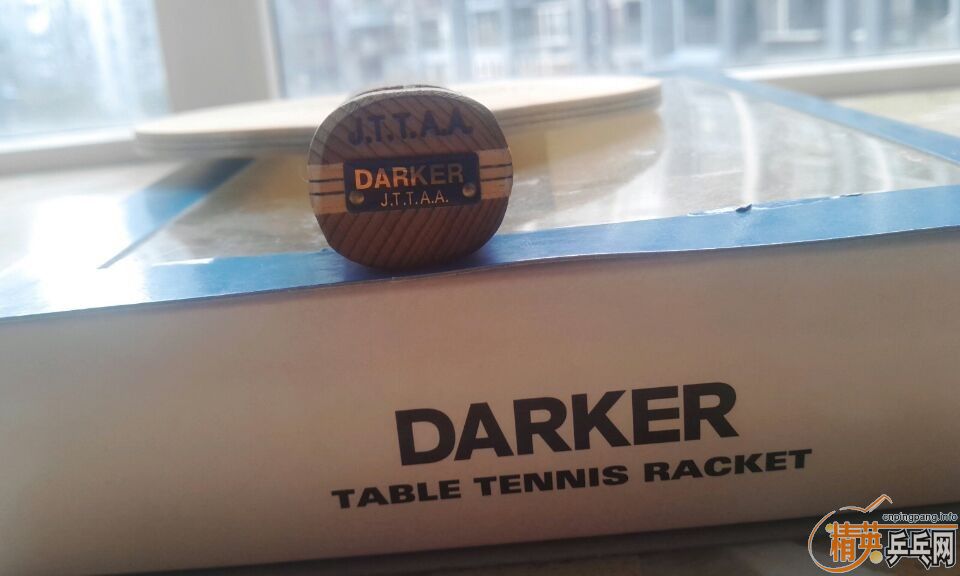 J.T.T.A.A.
DARKER
J.T.T.A.A.
DARKER
TABLE TENNIS RACKET
cnpingpang.info
精英乒乓网